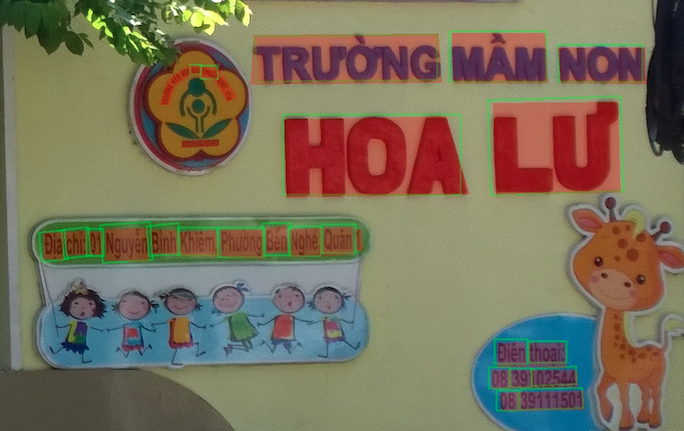 TRƯỜNG MẦM NON
HOA LƯ
Địa chỉ: 01 Nguyễn Bỉnh Khiêm, Phường Bến Nghé, Quận 1
Điện thoại:
08 39102544
08 39111501